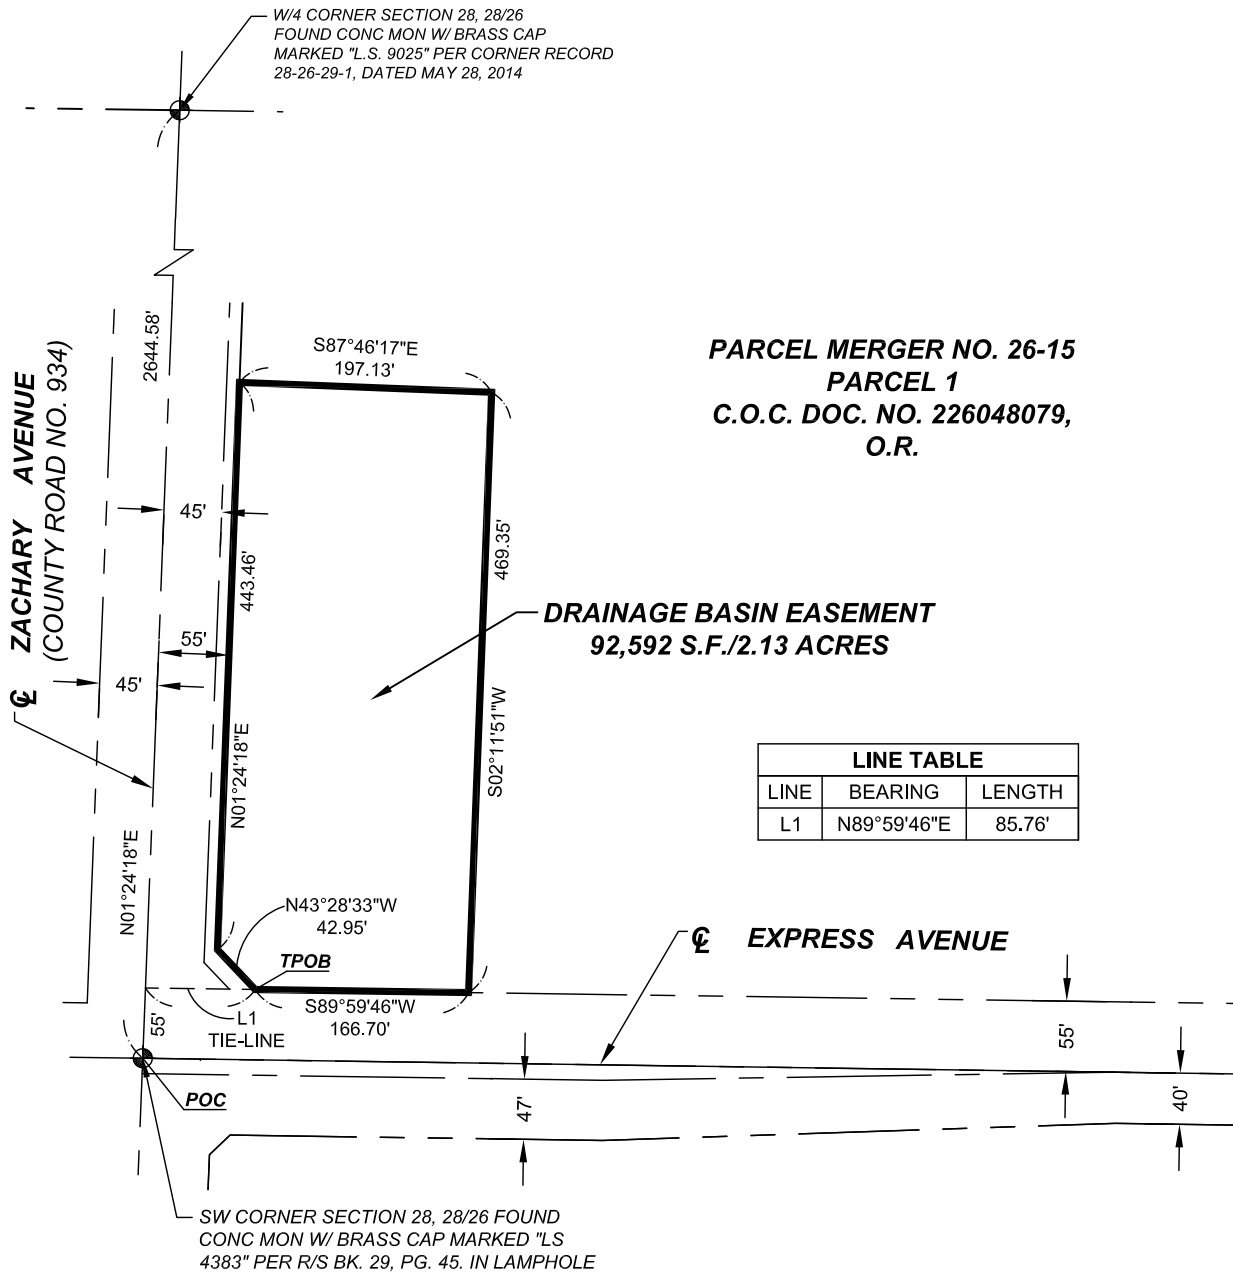 W/4 CORNER SECTION 28, 28/26
FOUND CONC MON W/ BRASS CAP
MARKED "L.S. 9025" PER CORNER RECORD
28-26-29-1, DATED MAY 28, 2014
2644.58'
S87°46'17"E
197.13'
PARCEL MERGER NO. 26-15
PARCEL 1
C.O.C. DOC. NO. 226048079,
O.R.
℄ ZACHARY AVENUE
(COUNTY ROAD NO. 934)
45'
443.46'
469.35'
55'
45'
DRAINAGE BASIN EASEMENT
92,592 S.F./2.13 ACRES
N01°24'18"E
S02°11'51"W
LINE TABLE
LINE BEARING LENGTH
L1 N89°59'46"E 85.76'
N01°24'18"E
N43°28'33"W
42.95'
TPOB
℄ EXPRESS AVENUE
S89°59'46"W
166.70'
L1
TIE-LINE
55'
55'
POC
47'
40'
SW CORNER SECTION 28, 28/26 FOUND
CONC MON W/ BRASS CAP MARKED "LS
4383" PER R/S BK. 29, PG. 45. IN LAMPHOLE